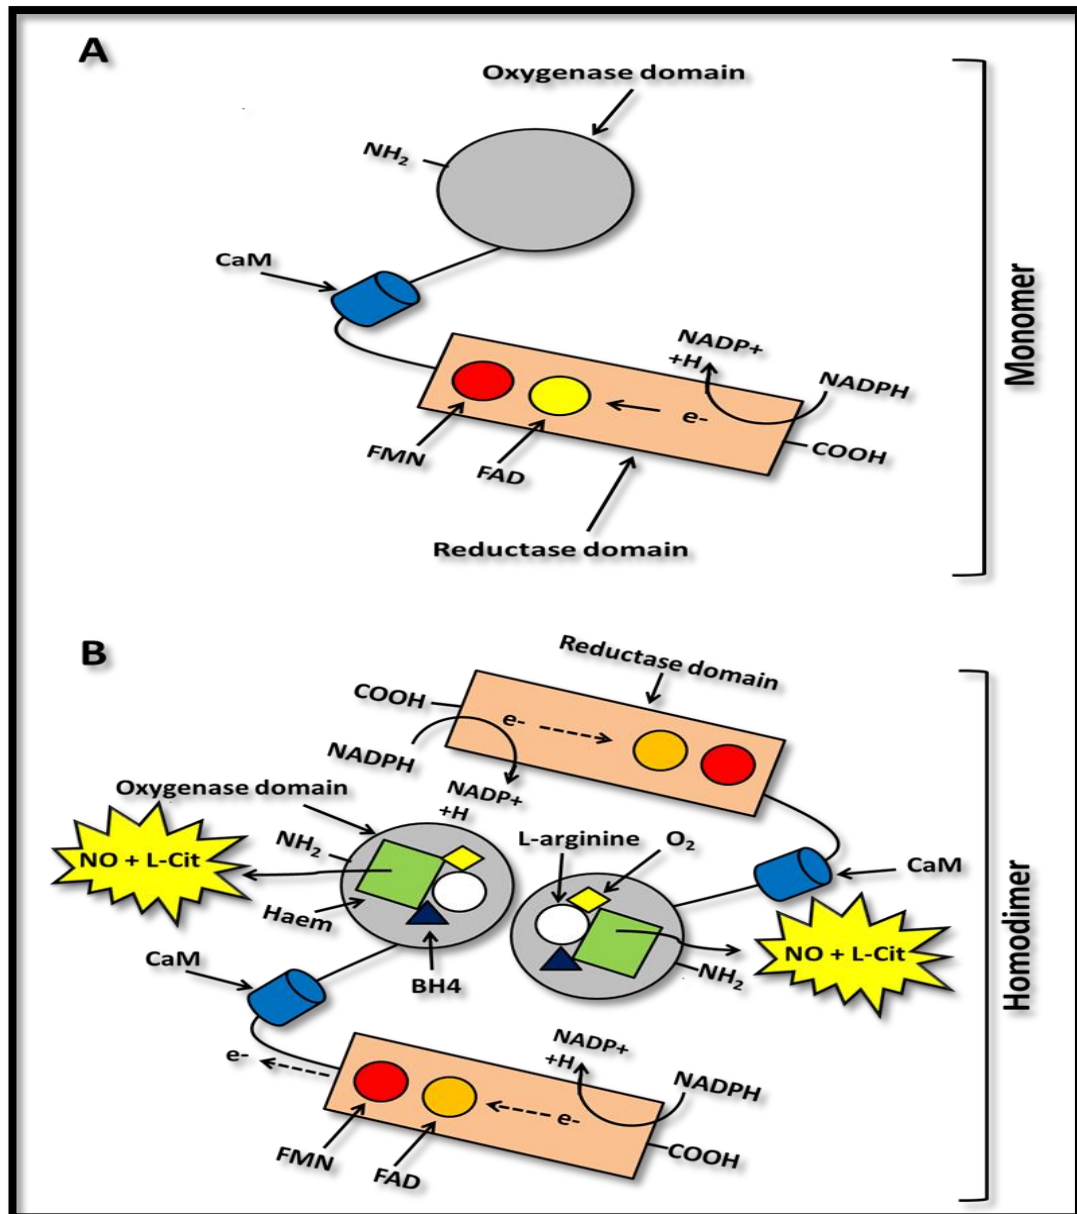 A
Oxygenase domain
NH₂
CaM
NADP+
+H
NADPH
e-
COOH
FMN
FAD
Reductase domain
Monomer
B
Reductase domain
COOH
e-
NADPH
NADP+
+H
Oxygenase domain
NH₂
L-arginine
O₂
NO + L-Cit
CaM
Haem
NO + L-Cit
CaM
BH4
NH₂
NADP+
+H
e-
NADPH
e-
COOH
FMN
FAD
Homodimer